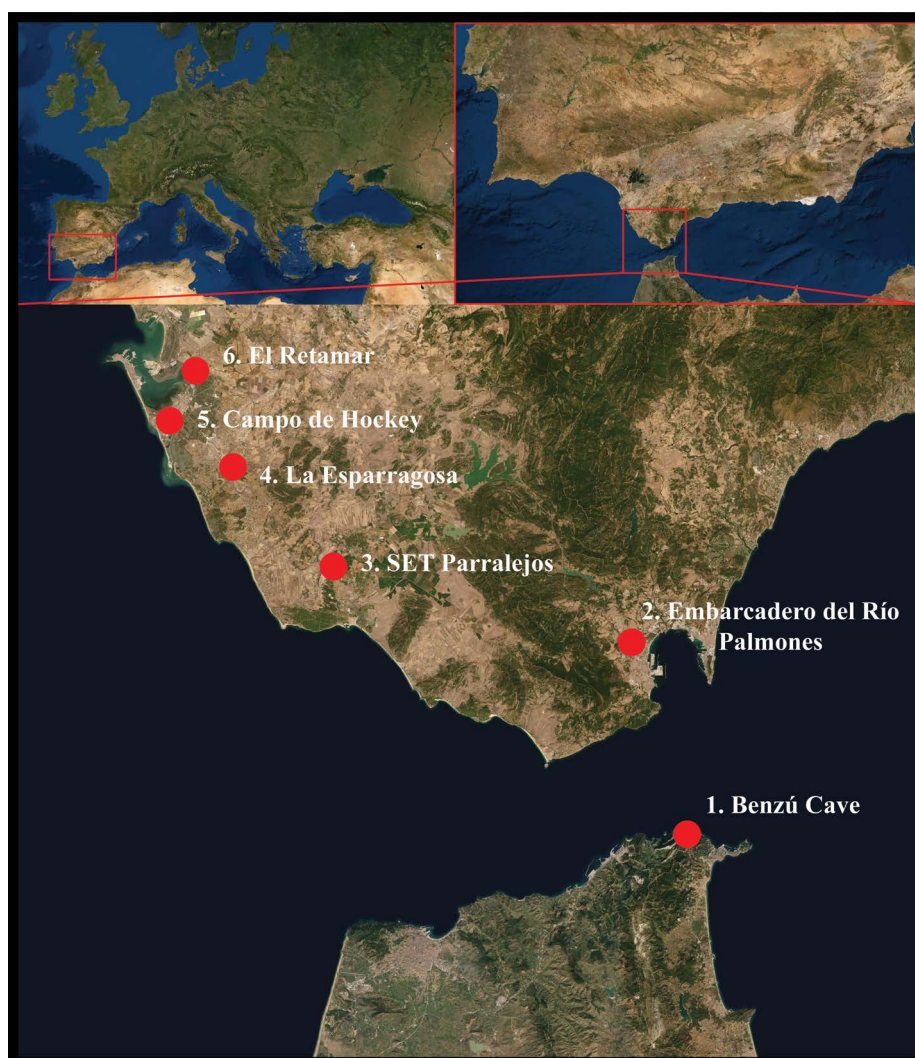 6. El Retamar
5. Campo de Hockey
4. La Esparragosa
3. SET Parralejos
2. Embarcadero del Río
Palmones
1. Benzú Cave